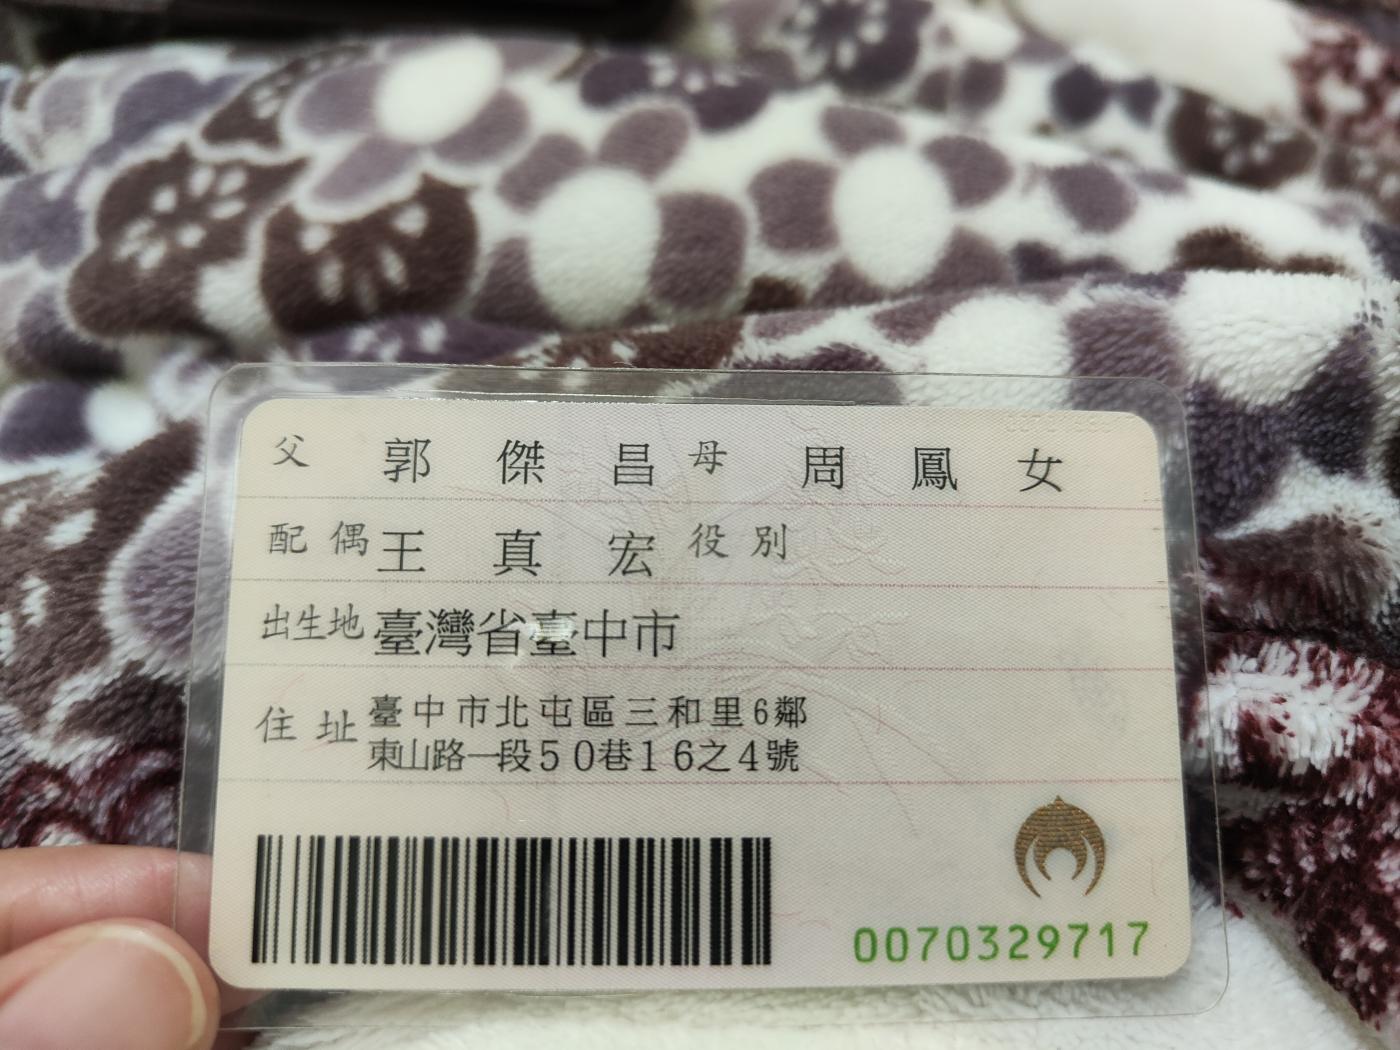 父 郭傑昌 母 周鳳女
配偶 王真宏 役別
出生地 臺灣省臺中市
住址 臺中市北屯區三和里6鄰
東山路一段50巷16之4號
0070329717